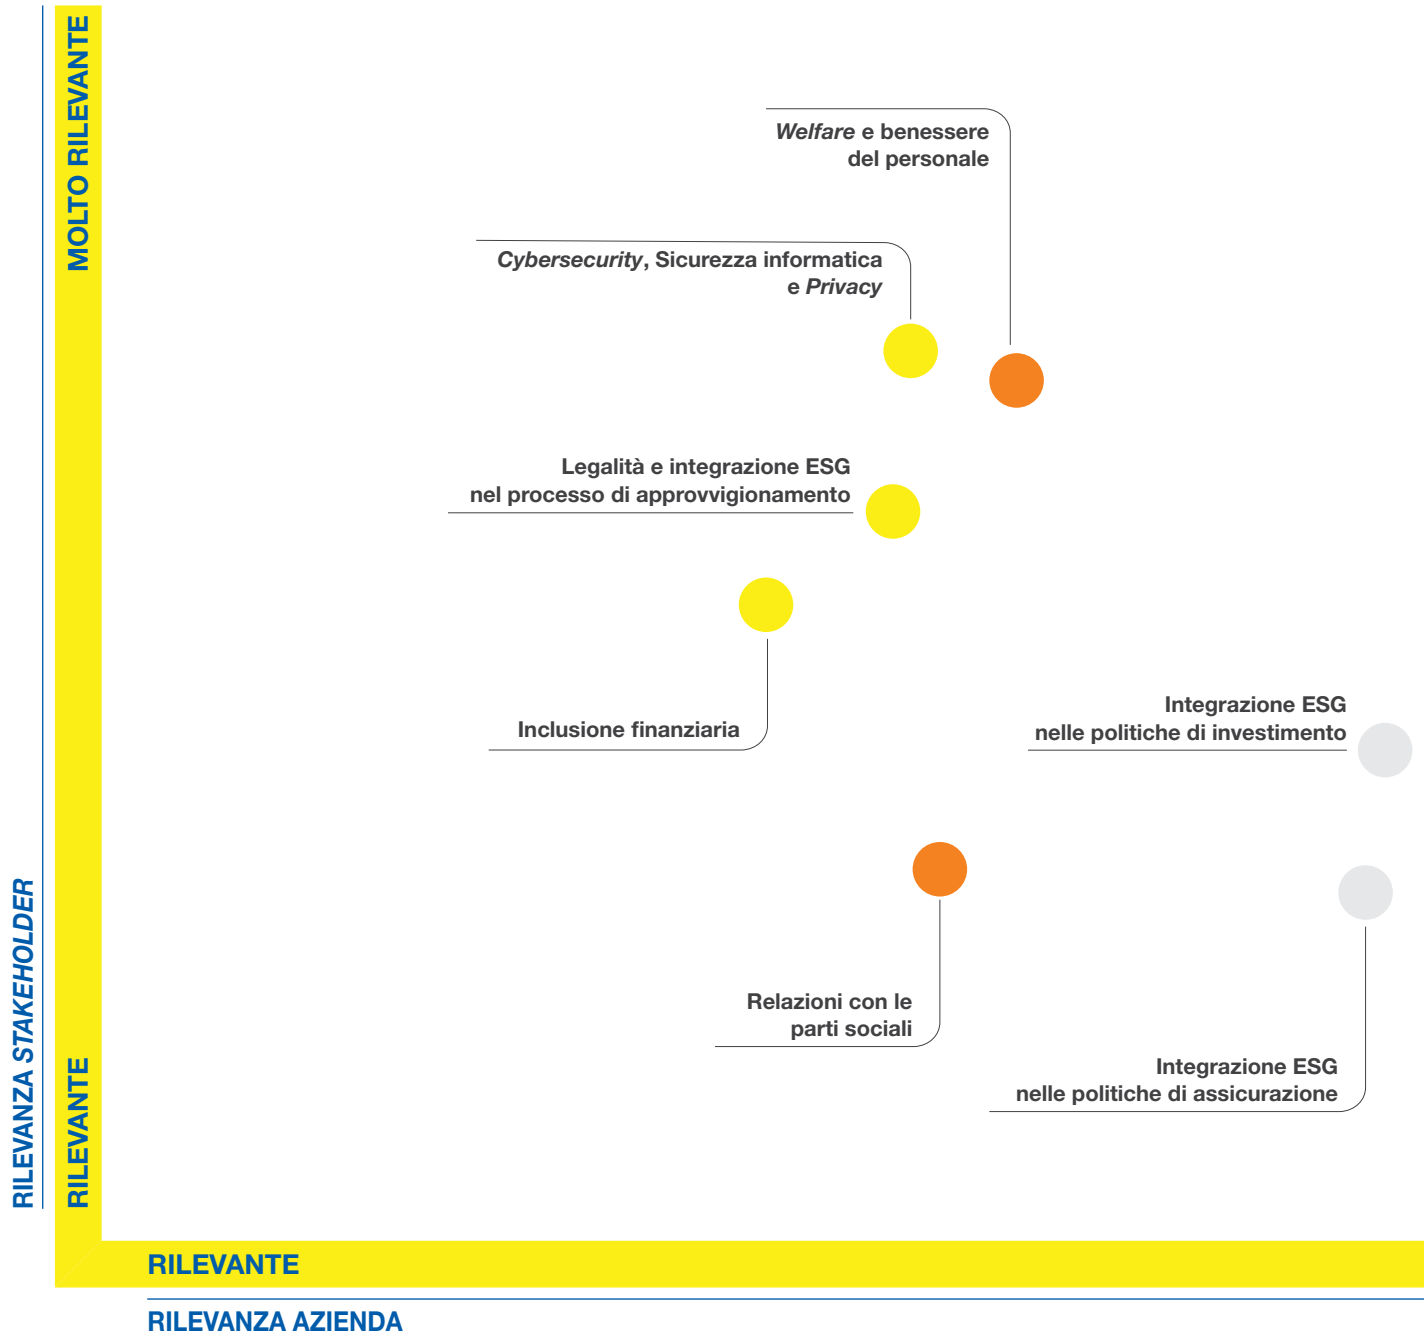 MOLTO RILEVANTE
Welfare e benessere
del personale
Cybersecurity, Sicurezza informatica
e Privacy
Legalità e integrazione ESG
nel processo di approvvigionamento
Inclusione finanziaria
Integrazione ESG
nelle politiche di investimento
Relazioni con le
parti sociali
Integrazione ESG
nelle politiche di assicurazione
RILEVANZA STAKEHOLDER
RILEVANTE
RILEVANTE
RILEVANZA AZIENDA